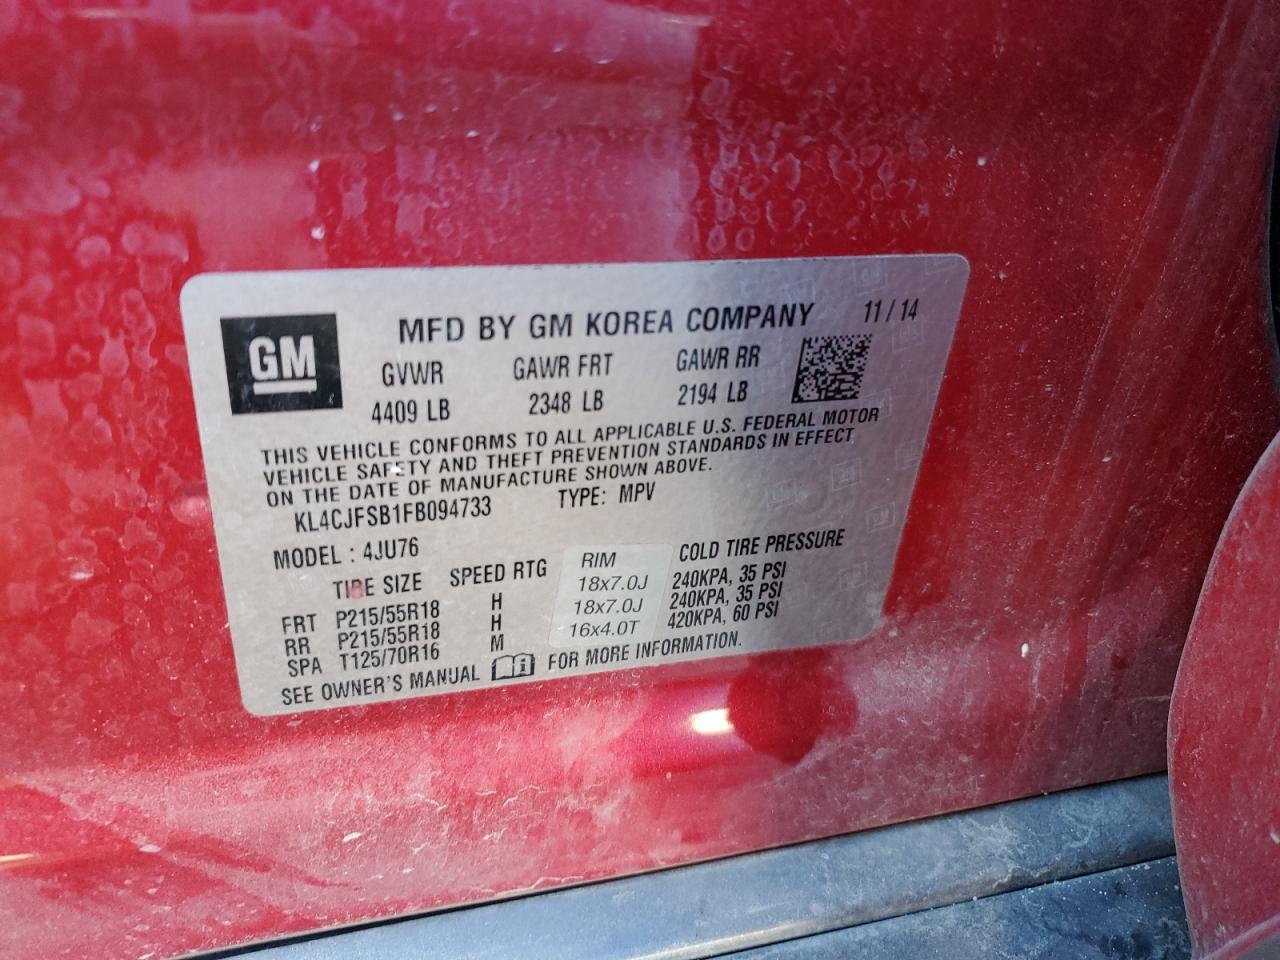 GM
MFD BY GM KOREA COMPANY 11 / 14
GVWR GAWR FRT GAWR RR
4409 LB 2348 LB 2194 LB
THIS VEHICLE CONFORMS TO ALL APPLICABLE U.S. FEDERAL MOTOR
VEHICLE SAFETY AND THEFT PREVENTION STANDARDS IN EFFECT
ON THE DATE OF MANUFACTURE SHOWN ABOVE.
KL4CJFSB1FB094733 TYPE: MPV
MODEL : 4JU76
TIRE SIZE SPEED RTG RIM COLD TIRE PRESSURE
FRT P215/55R18 H 18x7.0J 240KPA, 35 PSI
RR P215/55R18 H 18x7.0J 240KPA, 35 PSI
SPA T125/70R16 M 16x4.0T 420KPA, 60 PSI
SEE OWNER'S MANUAL FOR MORE INFORMATION.